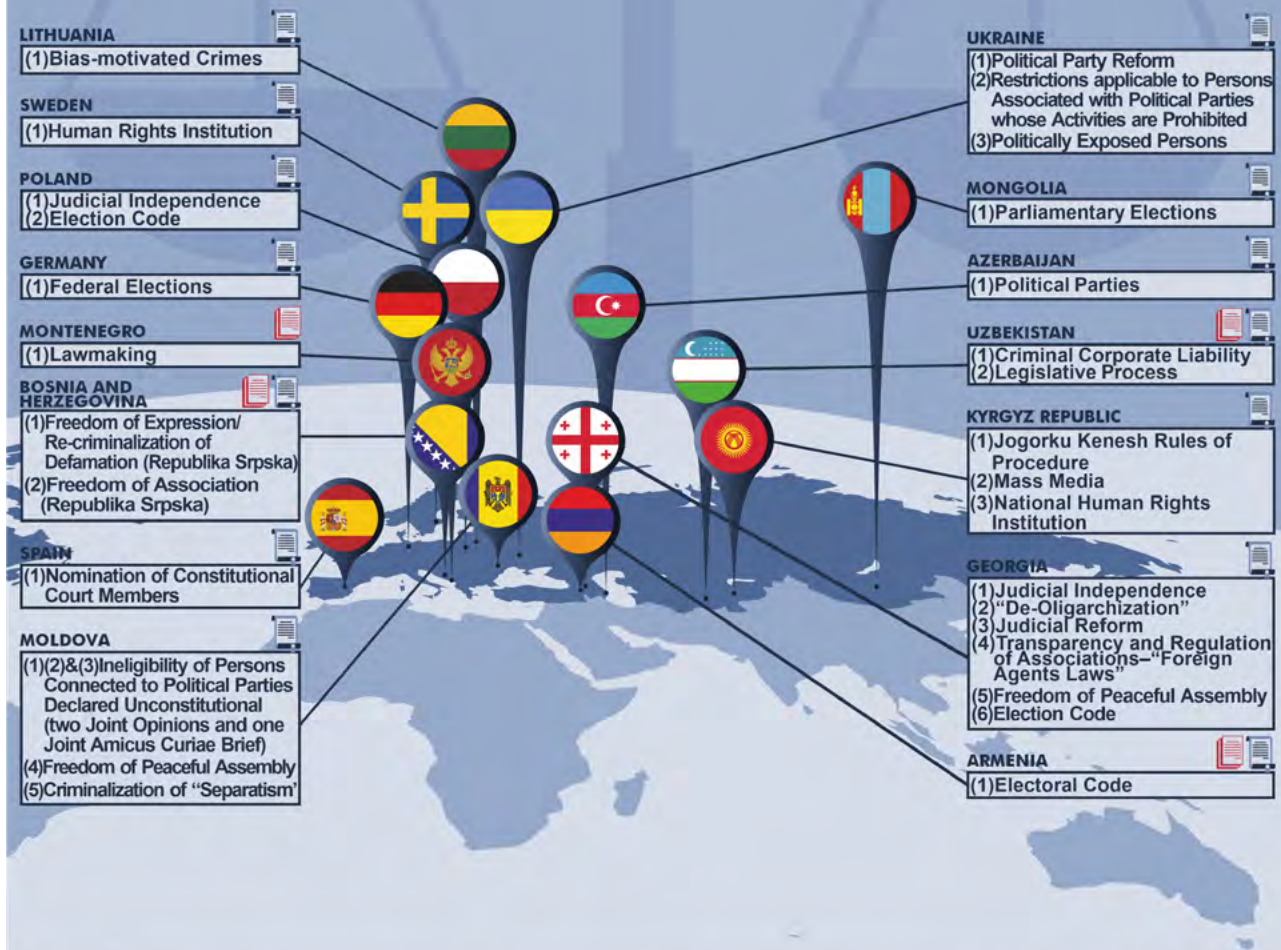 LITHUANIA
(1)Bias-motivated Crimes
SWEDEN
(1)Human Rights Institution
POLAND
(1)Judicial Independence
(2)Election Code
GERMANY
(1)Federal Elections
MONTENEGRO
(1)Lawmaking
BOSNIA AND
HERZEGOVINA
(1)Freedom of Expression/
Re-criminalization of
Defamation (Republika Srpska)
(2)Freedom of Association
(Republika Srpska)
SPAIN
(1)Nomination of Constitutional
Court Members
MOLDOVA
(1)(2)&(3)Ineligibility of Persons
Connected to Political Parties
Declared Unconstitutional
(two Joint Opinions and one
Joint Amicus Curiae Brief)
(4)Freedom of Peaceful Assembly
(5)Criminalization of “Separatism’
UKRAINE
(1)Political Party Reform
(2)Restrictions applicable to Persons
Associated with Political Parties
whose Activities are Prohibited
(3)Politically Exposed Persons
MONGOLIA
(1)Parliamentary Elections
AZERBAIJAN
(1)Political Parties
UZBEKISTAN
(1)Criminal Corporate Liability
(2)Legislative Process
KYRGYZ REPUBLIC
(1)Jogorku Kenesh Rules of
Procedure
(2)Mass Media
(3)National Human Rights
Institution
GEORGIA
(1)Judicial Independence
(2)“De-Oligarchization”
(3)Judicial Reform
(4)Transparency and Regulation
of Associations–“Foreign
Agents Laws”
(5)Freedom of Peaceful Assembly
(6)Election Code
ARMENIA
(1)Electoral Code